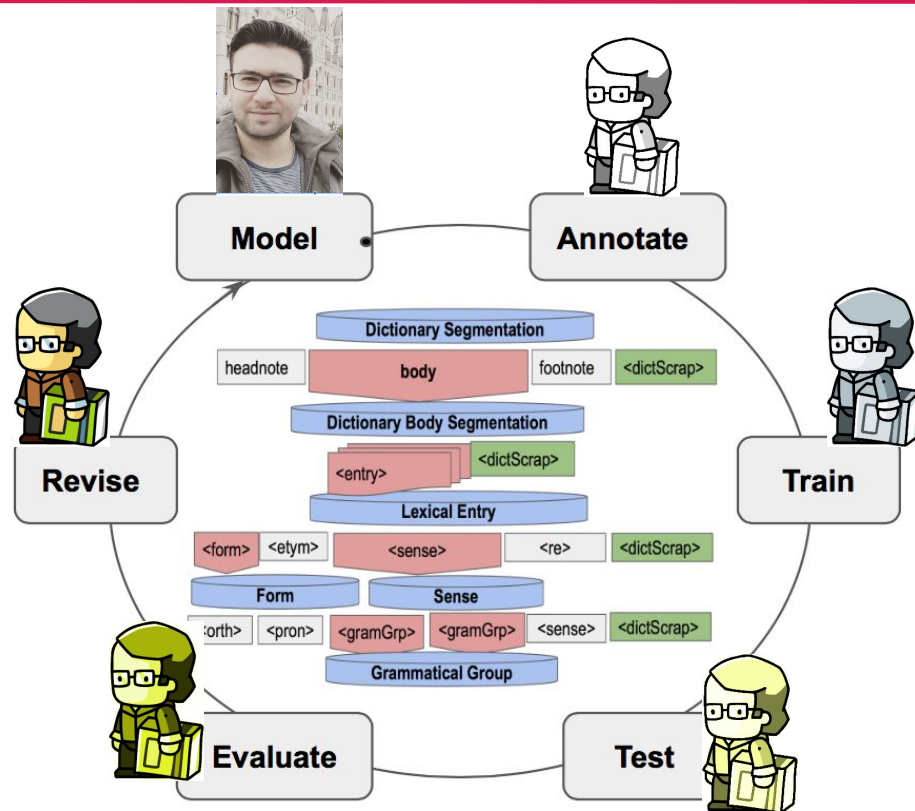 Model
Annotate
Dictionary Segmentation
headnote
body
footnote
<dictScrap>
Dictionary Body Segmentation
<entry>
<dictScrap>
Revise
Train
Lexical Entry
<form>
<etym>
<sense>
<re>
<dictScrap>
Form
Sense
<orth>
<pron>
<gramGrp>
<gramGrp>
<sense>
<dictScrap>
Grammatical Group
Evaluate
Test